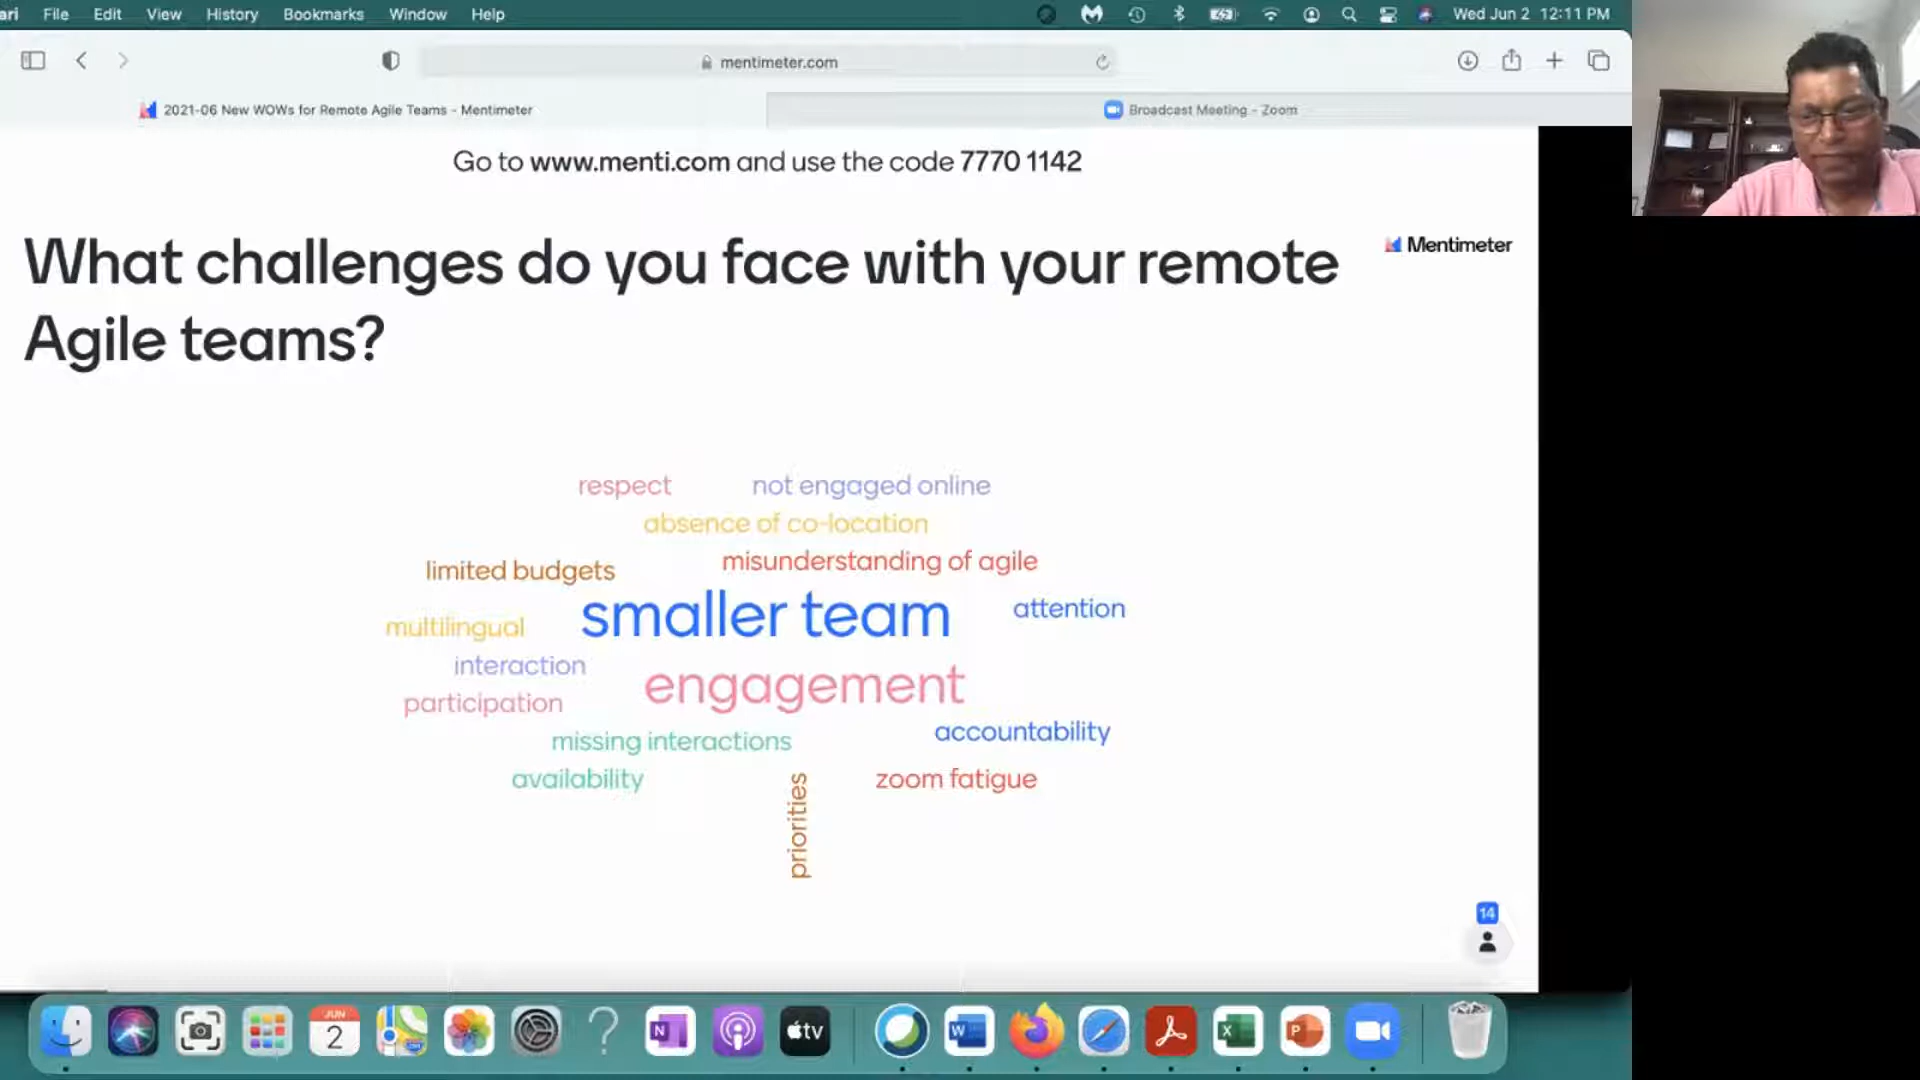 ari File Edit View History Bookmarks Window Help Wed Jun 2 12:11 PM
mentimeter.com
2021-06 New WOWs for Remote Agile Teams - Mentimeter
Broadcast Meeting - Zoom
Go to www.menti.com and use the code 7770 1142
Mentimeter
What challenges do you face with your remote
Agile teams?
respect
not engaged online
absence of co-location
limited budgets
misunderstanding of agile
smaller team
attention
multilingual
interaction
engagement
participation
accountability
missing interactions
availability
priorities
zoom fatigue
14
JUN
2
N
tv
W
X
P